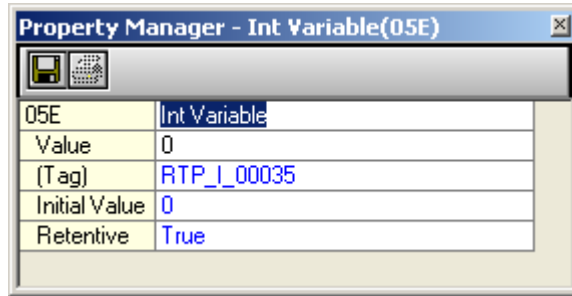 Property Manager - Int Variable(05E)
05E Int Variable
Value 0
(Tag) RTP_I_00035
Initial Value 0
Retentive True